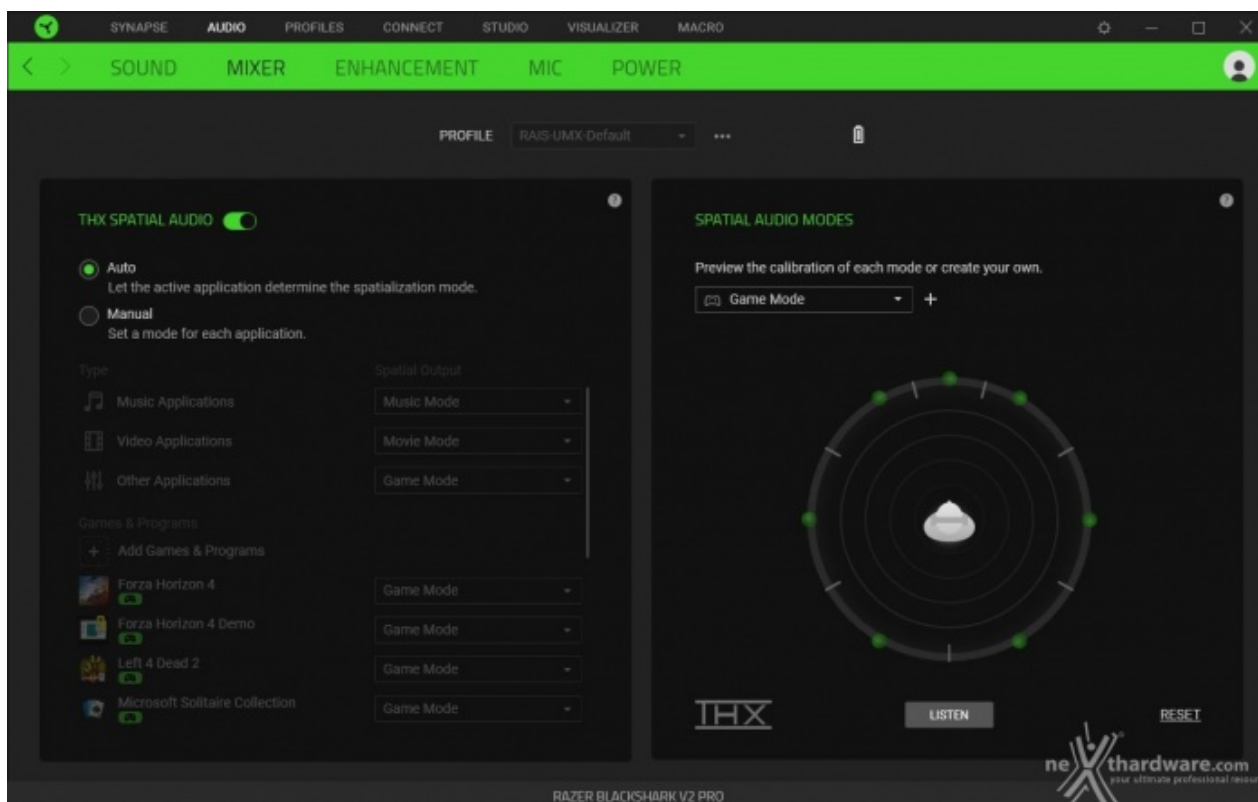 SYNAPSE AUDIO PROFILES CONNECT STUDIO VISUALIZER MACRO
SOUND MIXER ENHANCEMENT MIC POWER
PROFILE RAIS-UMX-Default
THX SPATIAL AUDIO
Auto
Let the active application determine the spatialization mode.
Manual
Set a mode for each application.
Type Spatial Output
Music Applications Music Mode
Video Applications Movie Mode
Other Applications Game Mode
Games & Programs
Add Games & Programs
Forza Horizon 4 Game Mode
Forza Horizon 4 Demo Game Mode
Left 4 Dead 2 Game Mode
Microsoft Solitaire Collection Game Mode
SPATIAL AUDIO MODES
Preview the calibration of each mode or create your own.
Game Mode
THX LISTEN RESET
nexthardware.com
your ultimate professional resour
RAZER BLACKSHARK V2 PRO